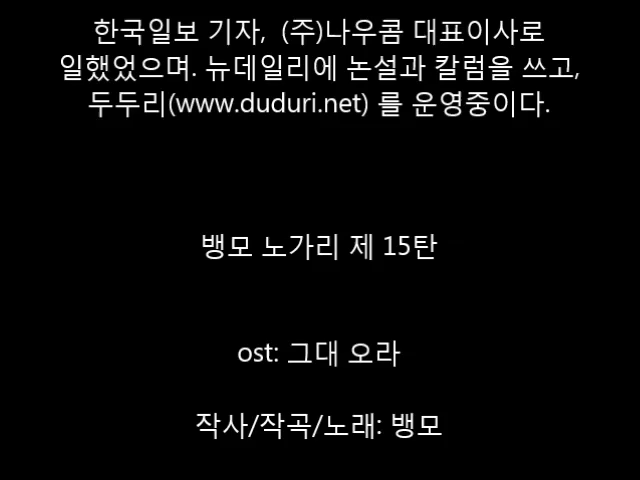 한국일보 기자,  (주)나우콤 대표이사로
일했었으며. 뉴데일리에 논설과 칼럼을 쓰고,
두두리(www.duduri.net) 를 운영중이다.
뱅모 노가리 제 15탄
ost: 그대 오라
작사/작곡/노래: 뱅모